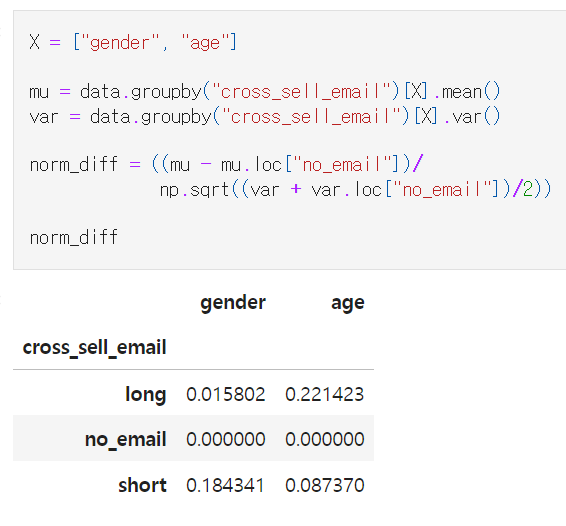 X = ["gender", "age"]
mu = data.groupby("cross_sell_email")[X].mean()
var = data.groupby("cross_sell_email")[X].var()
norm_diff = ((mu - mu.loc["no_email"])/
np.sqrt((var + var.loc["no_email"])/2))
norm_diff
gender age
cross_sell_email
long 0.015802 0.221423
no_email 0.000000 0.000000
short 0.184341 0.087370